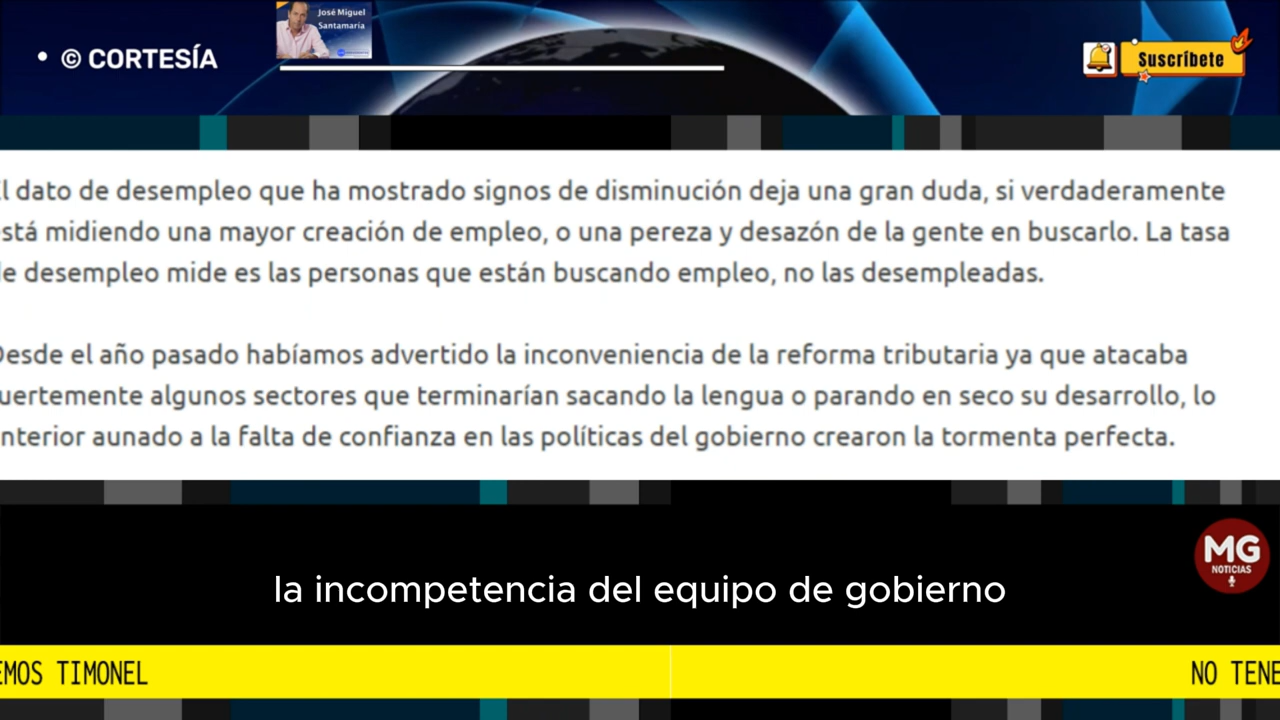 José Miguel
Santamaría
• © CORTESÍA
Suscríbete
l dato de desempleo que ha mostrado signos de disminución deja una gran duda, si verdaderamente
stá midiendo una mayor creación de empleo, o una pereza y desazón de la gente en buscarlo. La tasa
de desempleo mide es las personas que están buscando empleo, no las desempleadas.
Desde el año pasado habíamos advertido la inconveniencia de la reforma tributaria ya que atacaba
uertemente algunos sectores que terminarían sacando la lengua o parando en seco su desarrollo, lo
nterior aunado a la falta de confianza en las políticas del gobierno crearon la tormenta perfecta.
MG
NOTICIAS
la incompetencia del equipo de gobierno
EMOS TIMONEL
NO TENE